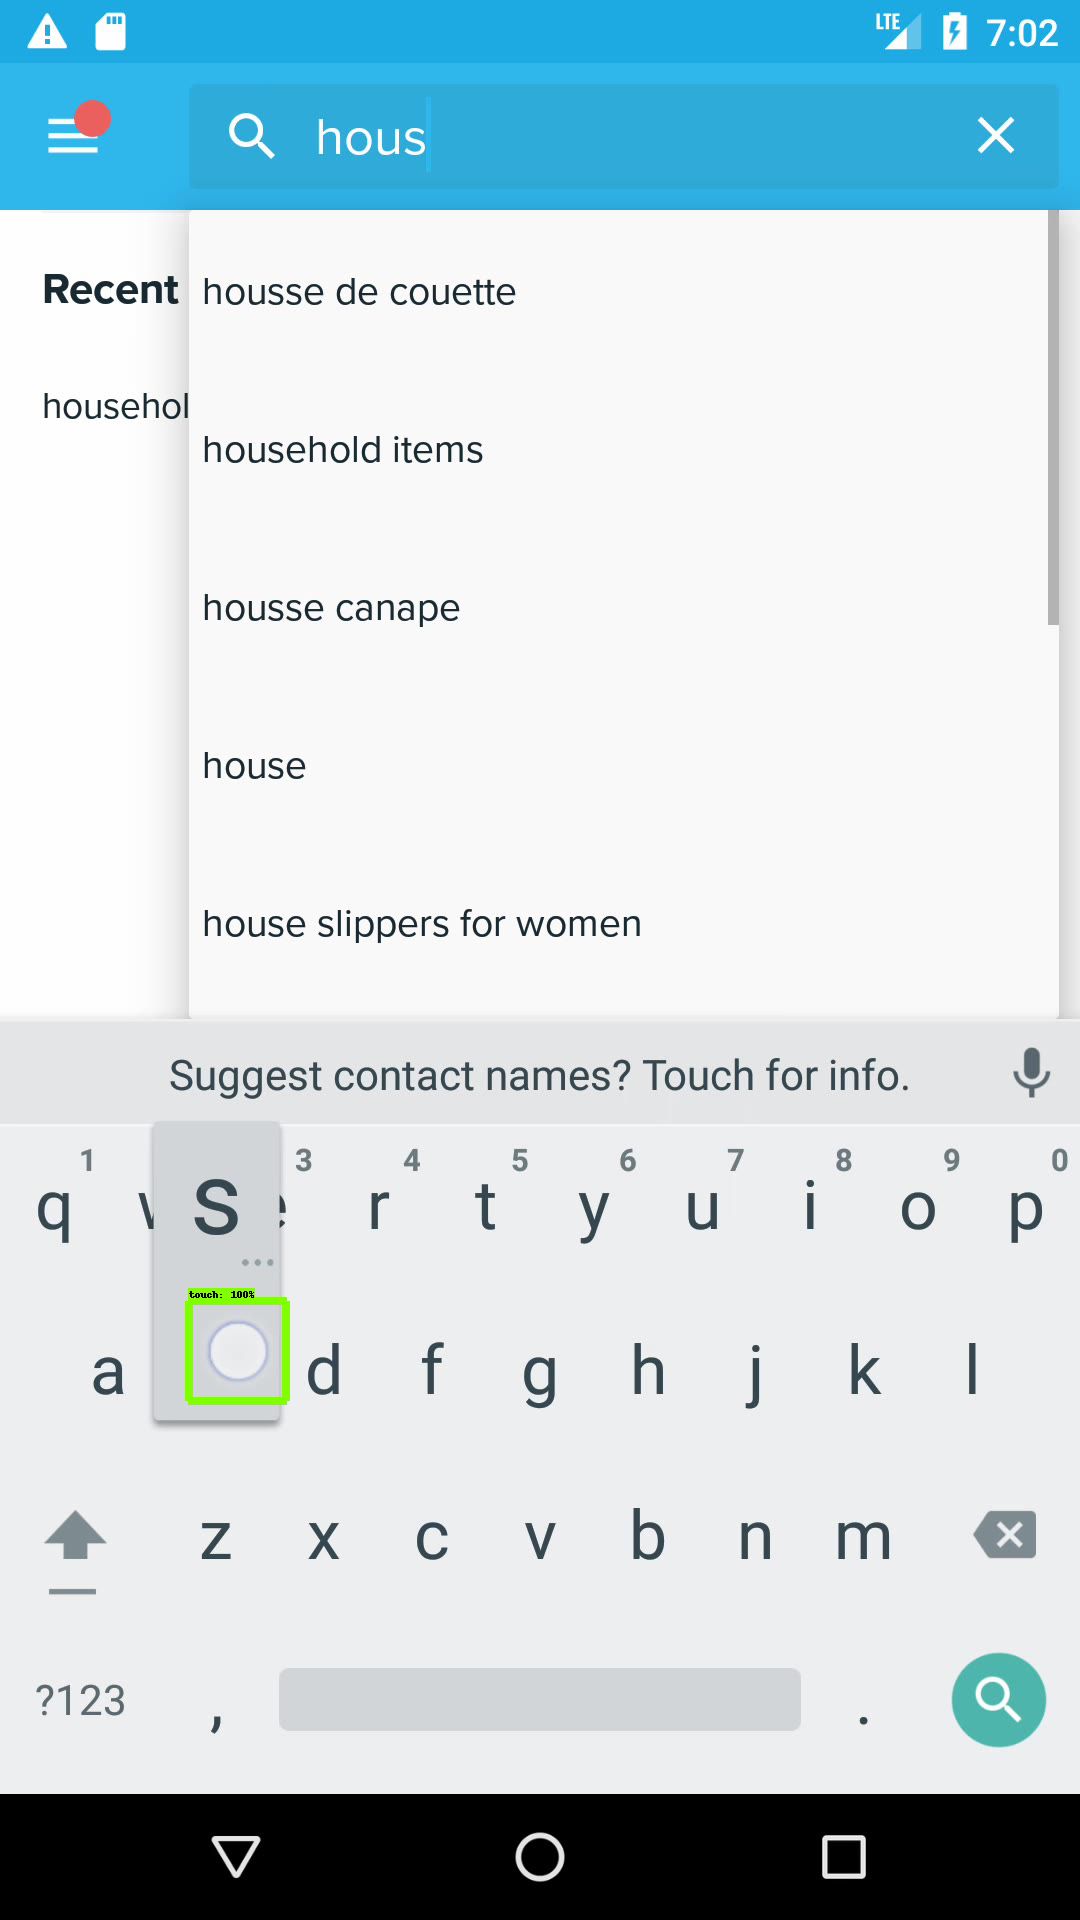 LTE 7:02
hous
Recent
househol
housse de couette
household items
housse canape
house
house slippers for women
Suggest contact names? Touch for info.
1 3 4 5 6 7 8 9 0
q w e r t y u i o p
S
touch: 100%
a d f g h j k l
z x c v b n m
?123 , .